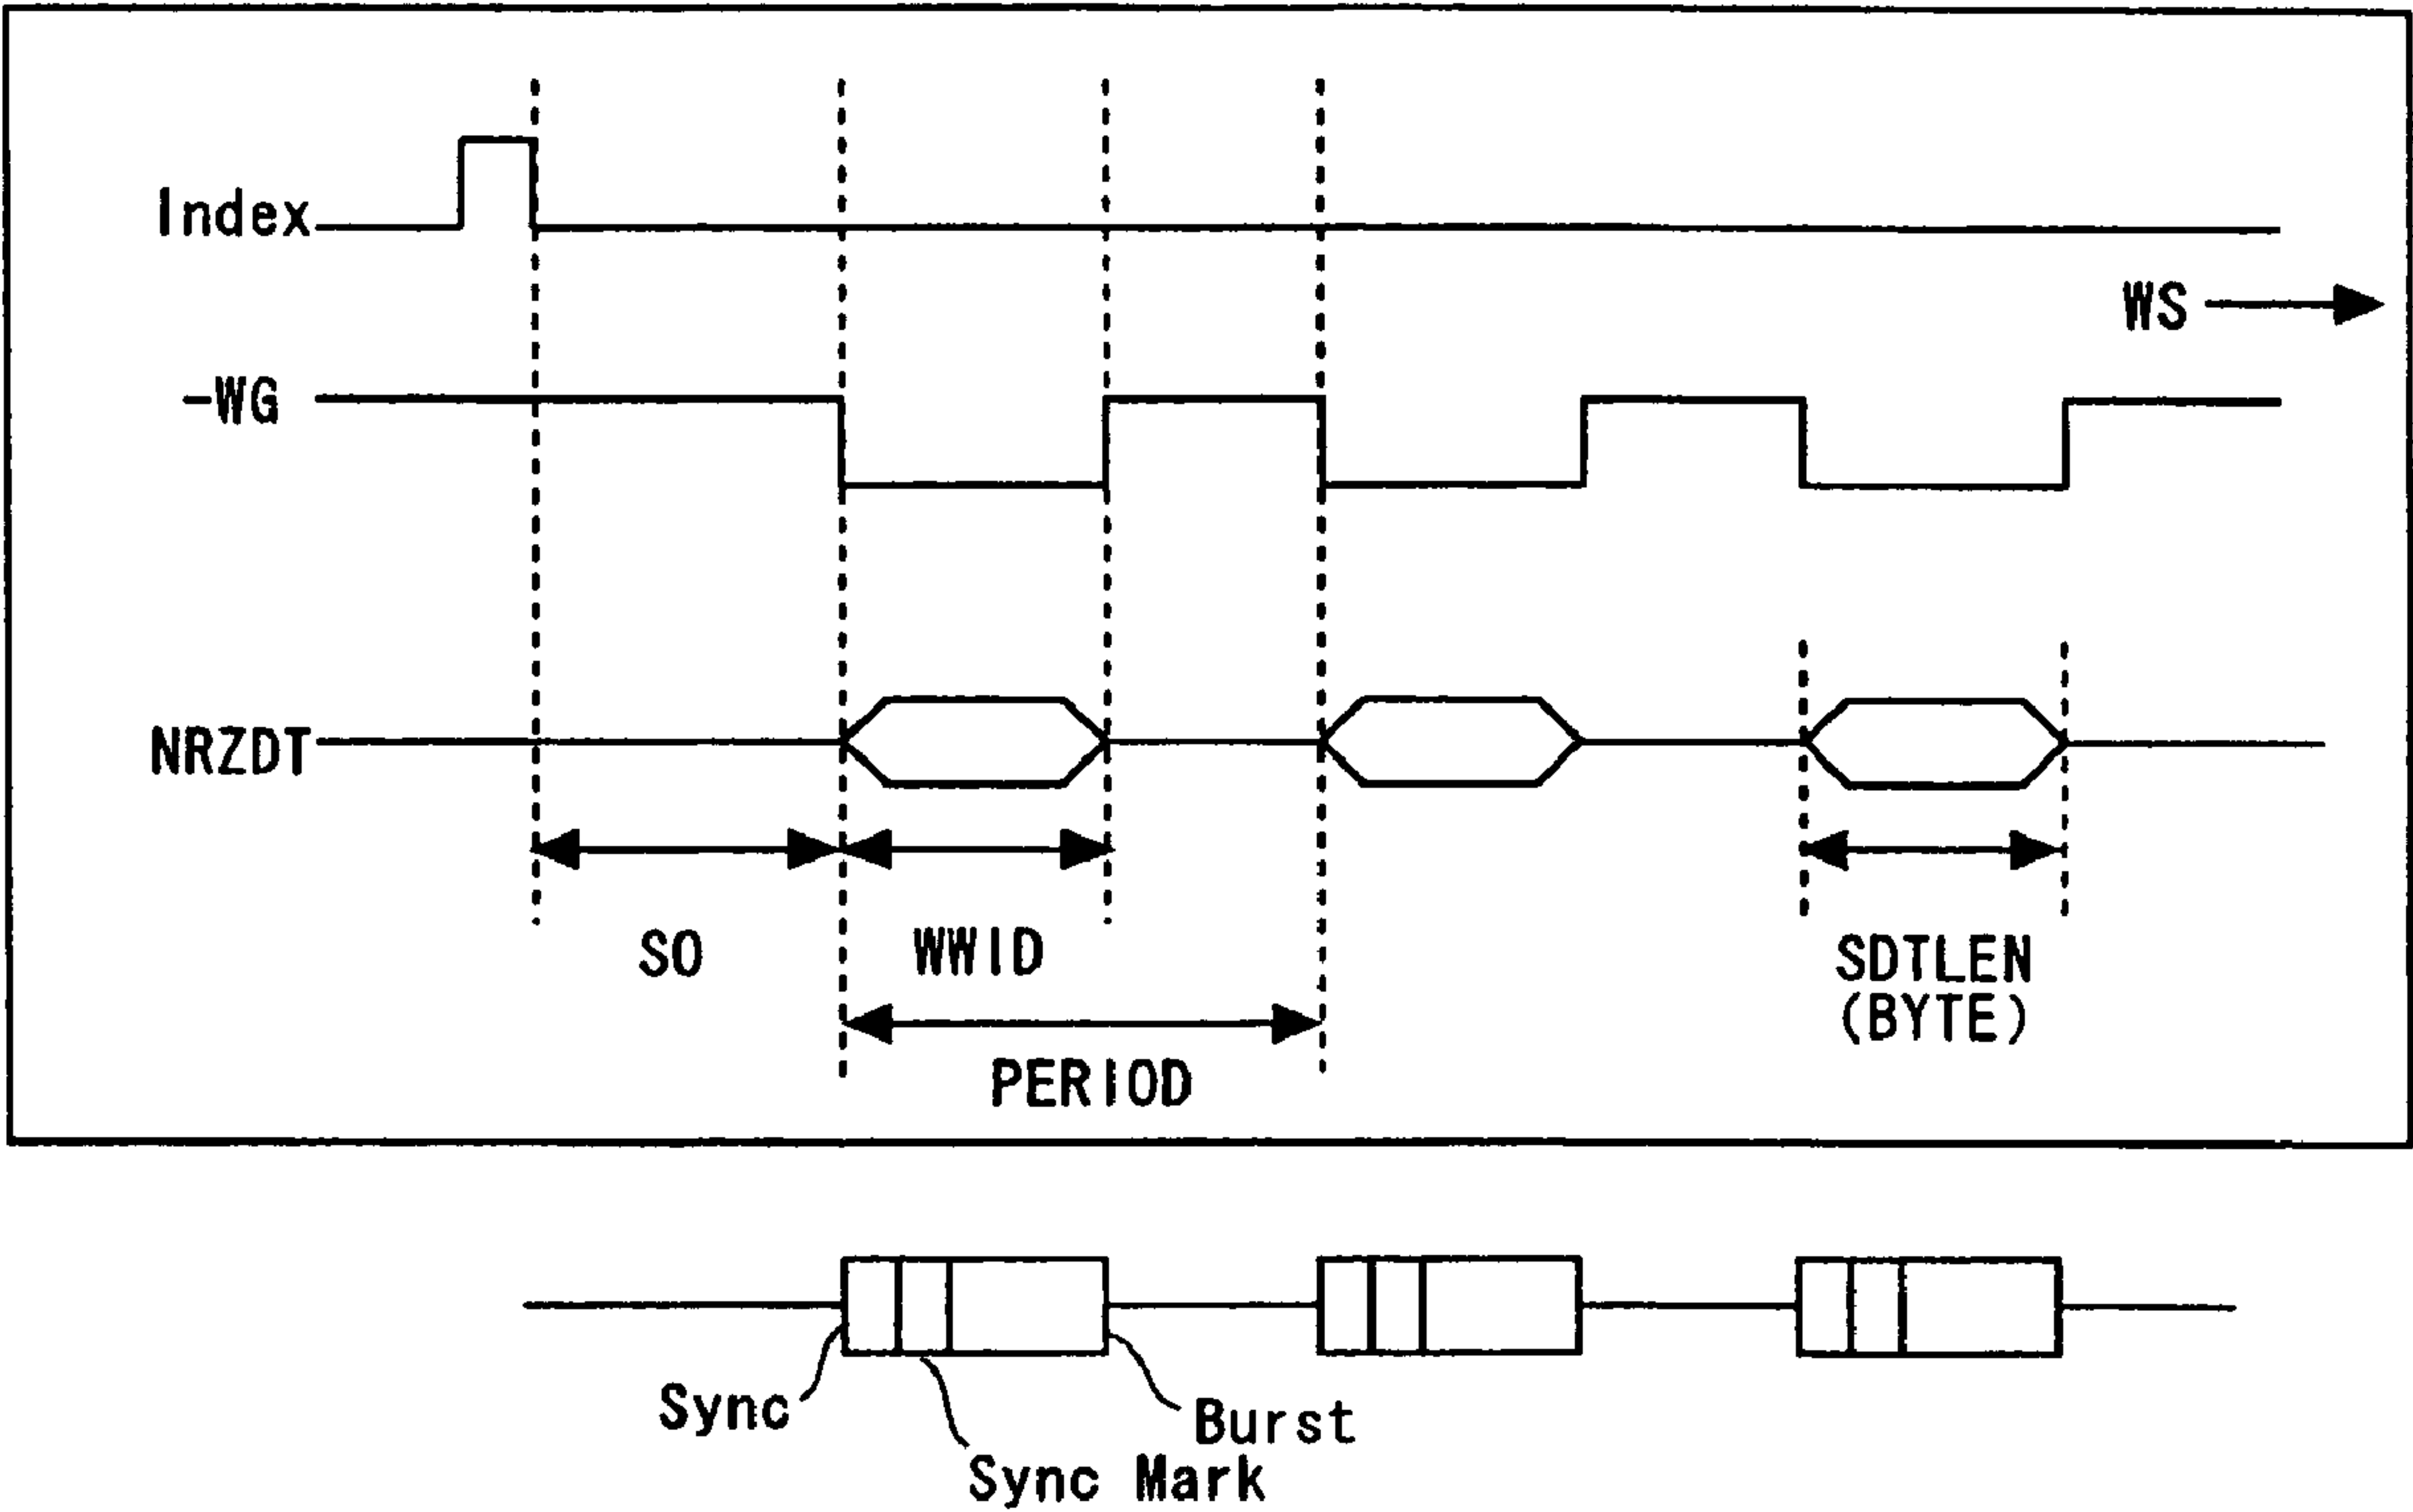 Index
WS
-WG
NRZDT
SO
WWID
SDTLEN
(BYTE)
PERIOD
Sync
Burst
Sync Mark